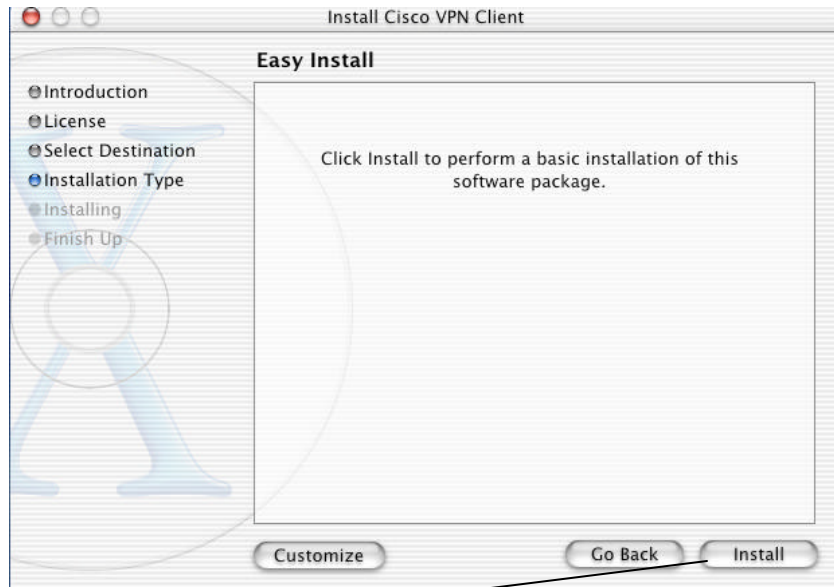 Install Cisco VPN Client
Easy Install
Introduction
License
Select Destination
Installation Type
Installing
Finish Up
Click Install to perform a basic installation of this
software package.
Customize
Go Back
Install